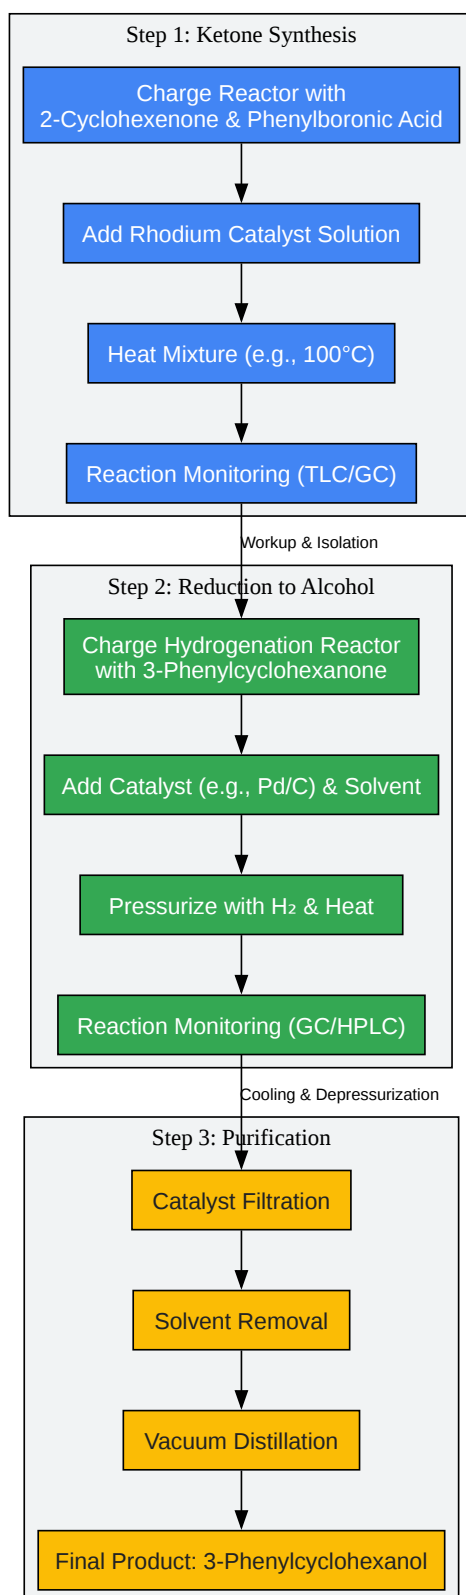 Step 1: Ketone Synthesis
Charge Reactor with
2-Cyclohexenone & Phenylboronic Acid
Add Rhodium Catalyst Solution
Heat Mixture (e.g., 100°C)
Reaction Monitoring (TLC/GC)
Workup & Isolation
Step 2: Reduction to Alcohol
Charge Hydrogenation Reactor
with 3-Phenylcyclohexanone
Add Catalyst (e.g., Pd/C) & Solvent
Pressurize with H₂ & Heat
Reaction Monitoring (GC/HPLC)
Cooling & Depressurization
Step 3: Purification
Catalyst Filtration
Solvent Removal
Vacuum Distillation
Final Product: 3-Phenylcyclohexanol